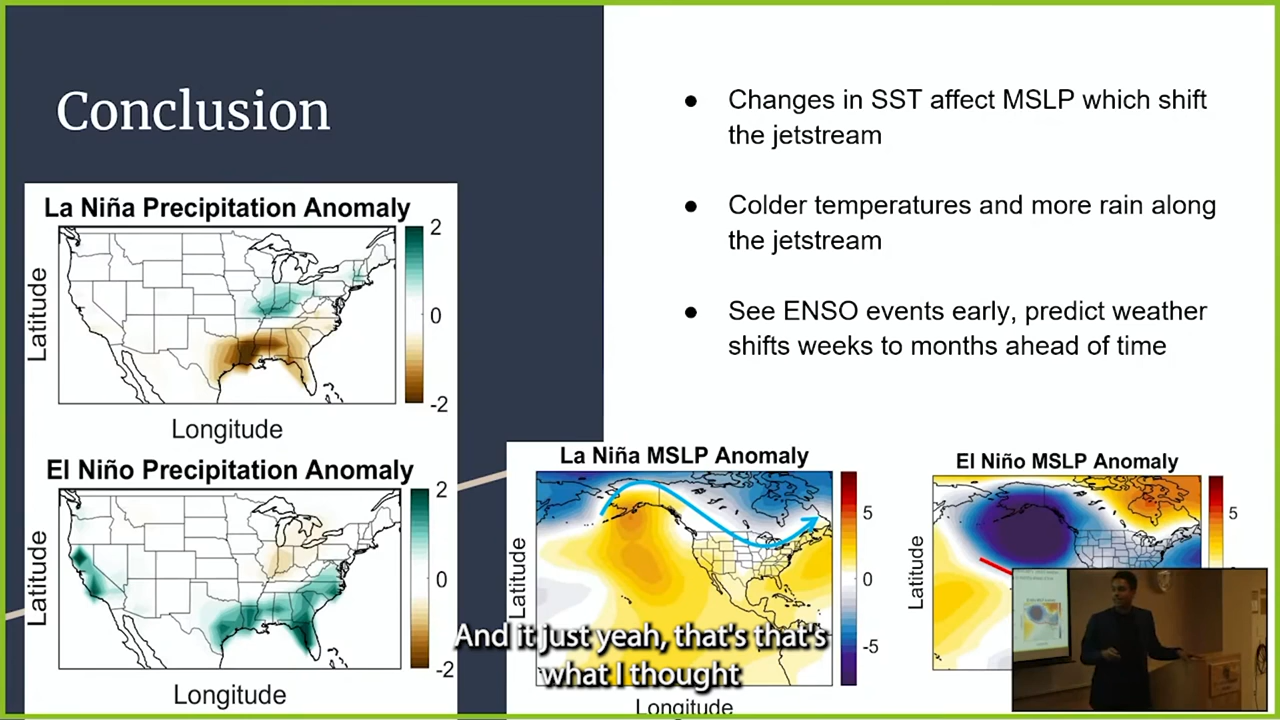 Conclusion
Changes in SST affect MSLP which shift
the jetstream
Colder temperatures and more rain along
the jetstream
See ENSO events early, predict weather
shifts weeks to months ahead of time
La Niña Precipitation Anomaly
2
0
-2
Latitude
Longitude
El Niño Precipitation Anomaly
2
0
-2
Latitude
Longitude
La Niña MSLP Anomaly
5
0
-5
Latitude
Longitude
El Niño MSLP Anomaly
5
0
Latitude
And it just yeah, that's that's
what I thought